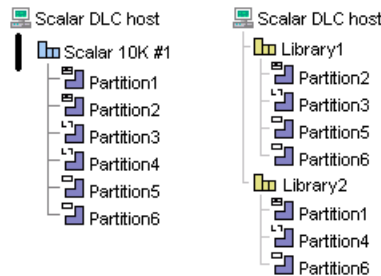 Scalar DLC host
Scalar 10K #1
Partition1
Partition2
Partition3
Partition4
Partition5
Partition6
Scalar DLC host
Library1
Partition2
Partition3
Partition5
Partition6
Library2
Partition1
Partition4
Partition6